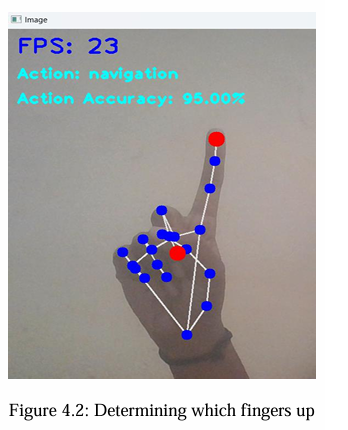 Image
FPS: 23
Action: navigation
Action Accuracy: 95.00%
Figure 4.2: Determining which fingers up